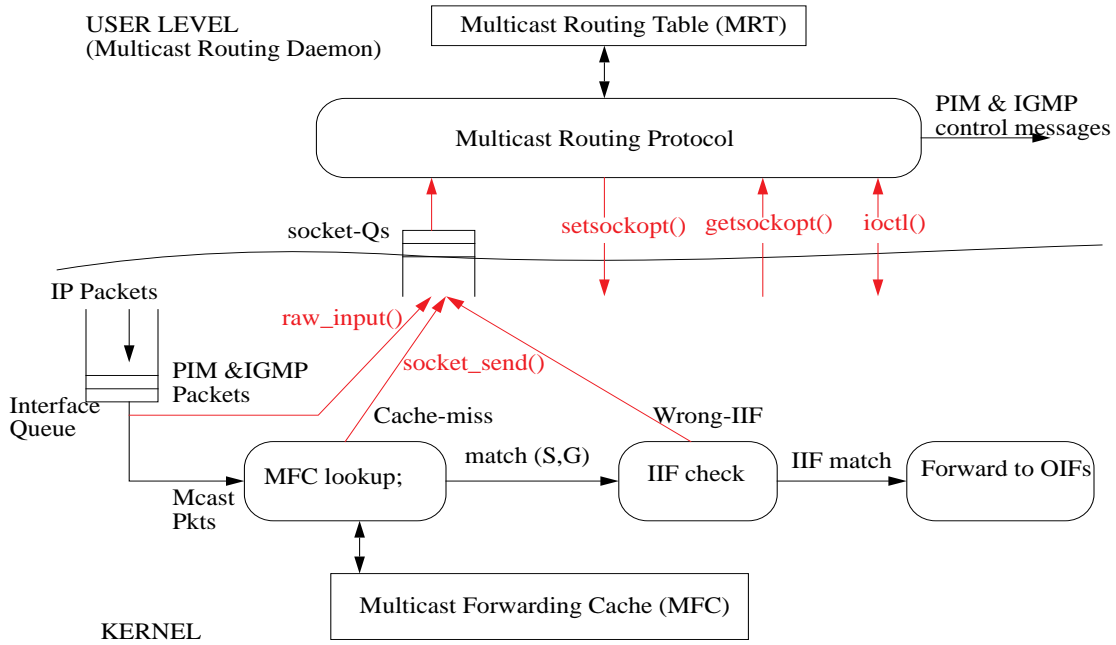 USER LEVEL
(Multicast Routing Daemon)
Multicast Routing Table (MRT)
PIM & IGMP
control messages
Multicast Routing Protocol
socket-Qs
setsockopt()
getsockopt()
ioctl()
IP Packets
raw_input()
socket_send()
PIM &IGMP
Packets
Interface
Queue
Cache-miss
Wrong-IIF
MFC lookup;
match (S,G)
IIF check
IIF match
Forward to OIFs
Mcast
Pkts
Multicast Forwarding Cache (MFC)
KERNEL